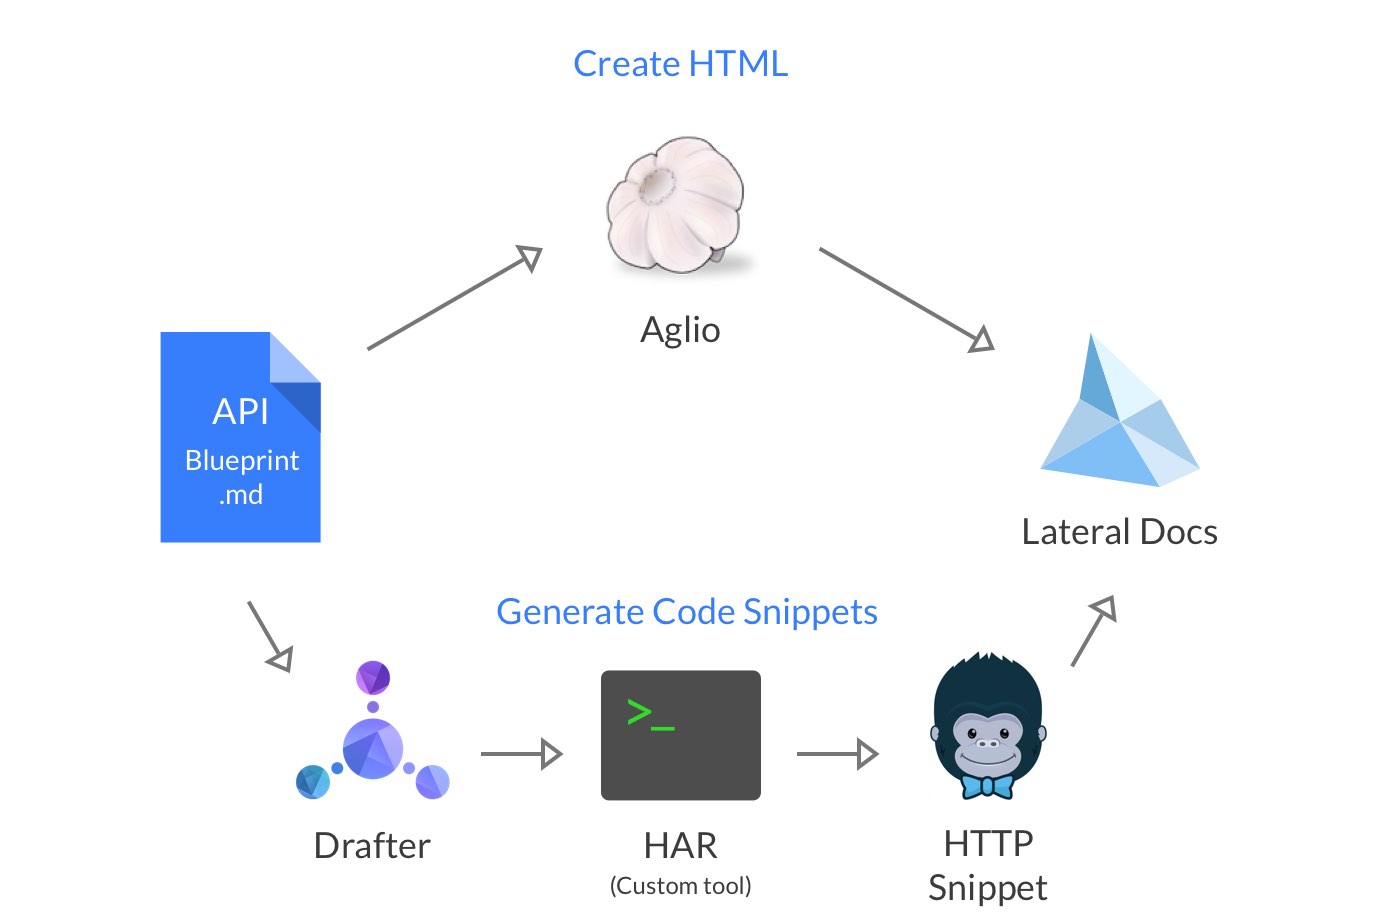 Create HTML
Aglio
API
Blueprint
.md
Lateral Docs
Generate Code Snippets
>_
Drafter
HAR
(Custom tool)
HTTP
Snippet